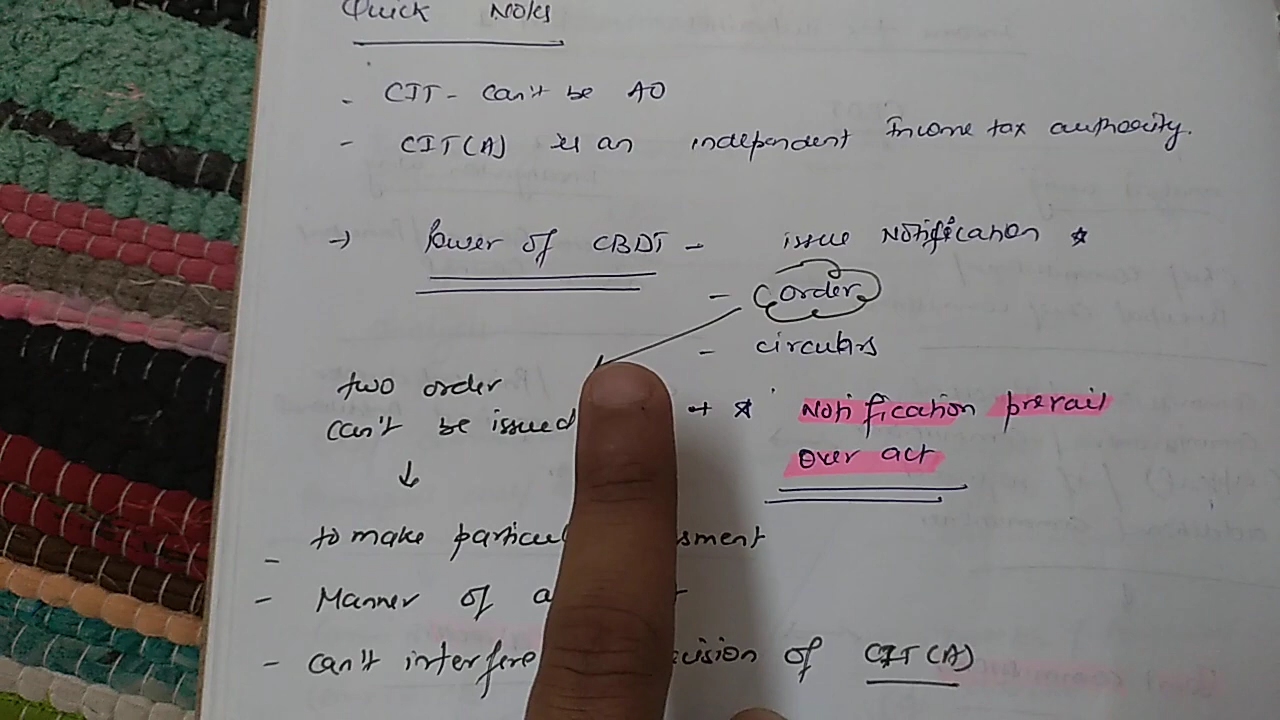 Quick Notes
- CIT - can't be AO
- CIT(A) is an independent Income tax authority.
→ Power of CBDT - issue Notification ☆
- order
- circulars
two order
can't be issued
→ ☆ Notification prevail
over act
↓
- to make particul
- Manner of a
- can't interfere of CIT(A)